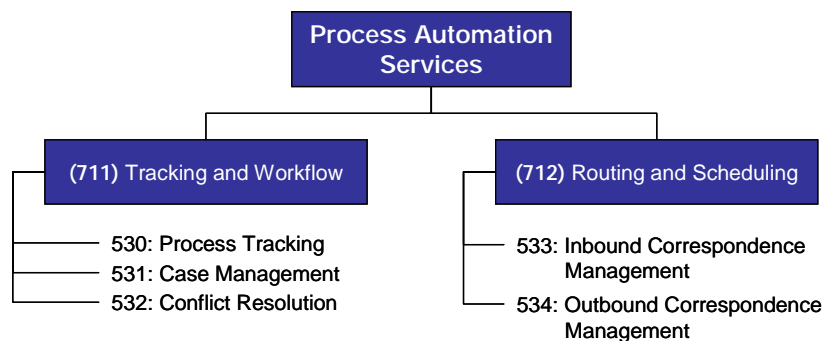 Process Automation
Services
(711) Tracking and Workflow
530: Process Tracking
531: Case Management
532: Conflict Resolution
(712) Routing and Scheduling
533: Inbound Correspondence
Management
534: Outbound Correspondence
Management